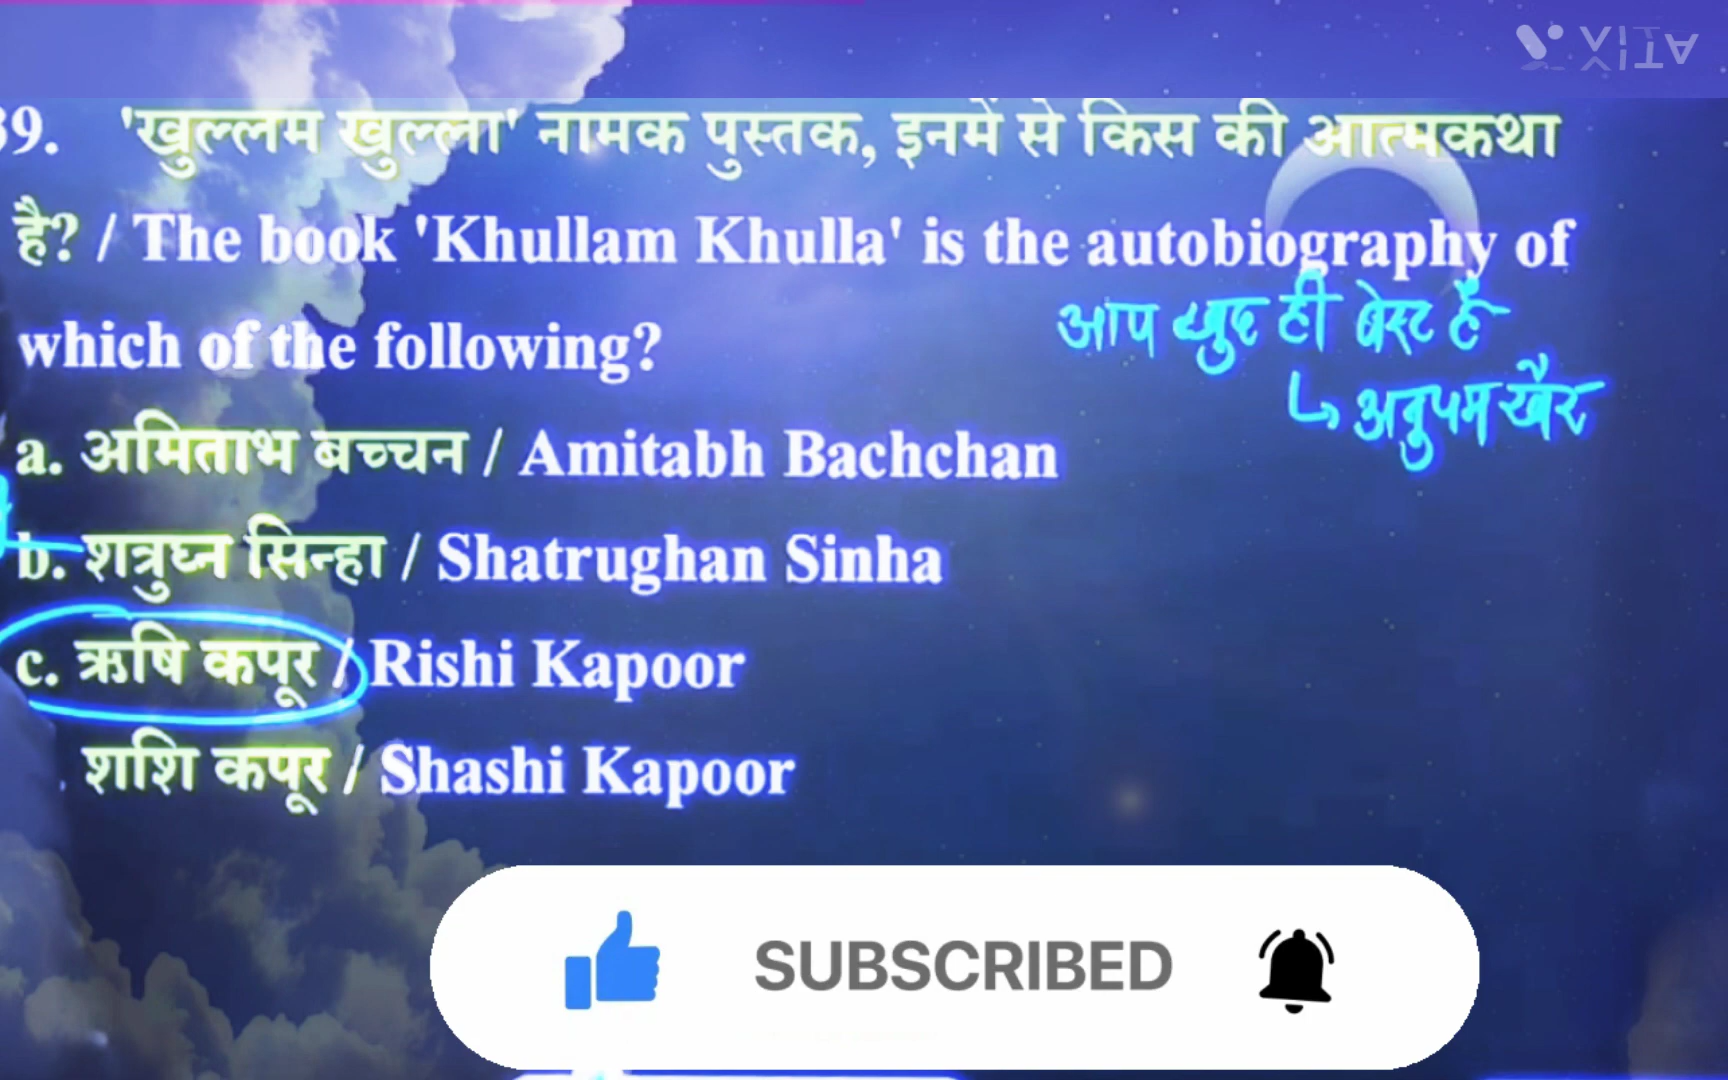 VITA
39. 'खुल्लम खुल्ला' नामक पुस्तक, इनमें से किस की आत्मकथा
है? / The book 'Khullam Khulla' is the autobiography of
which of the following?
आप खुद ही बेस्ट हैं
↳ अनुपम खैर
a. अमिताभ बच्चन / Amitabh Bachchan
b. शत्रुघ्न सिन्हा / Shatrughan Sinha
c. ऋषि कपूर / Rishi Kapoor
शशि कपूर / Shashi Kapoor
SUBSCRIBED